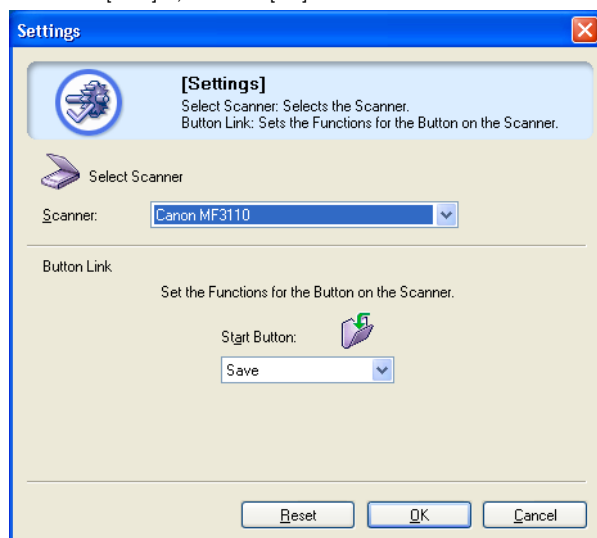 Settings
[Settings]
Select Scanner: Selects the Scanner.
Button Link: Sets the Functions for the Button on the Scanner.
Select Scanner
Scanner:
Canon MF3110
Button Link
Set the Functions for the Button on the Scanner.
Start Button:
Save
Reset
OK
Cancel